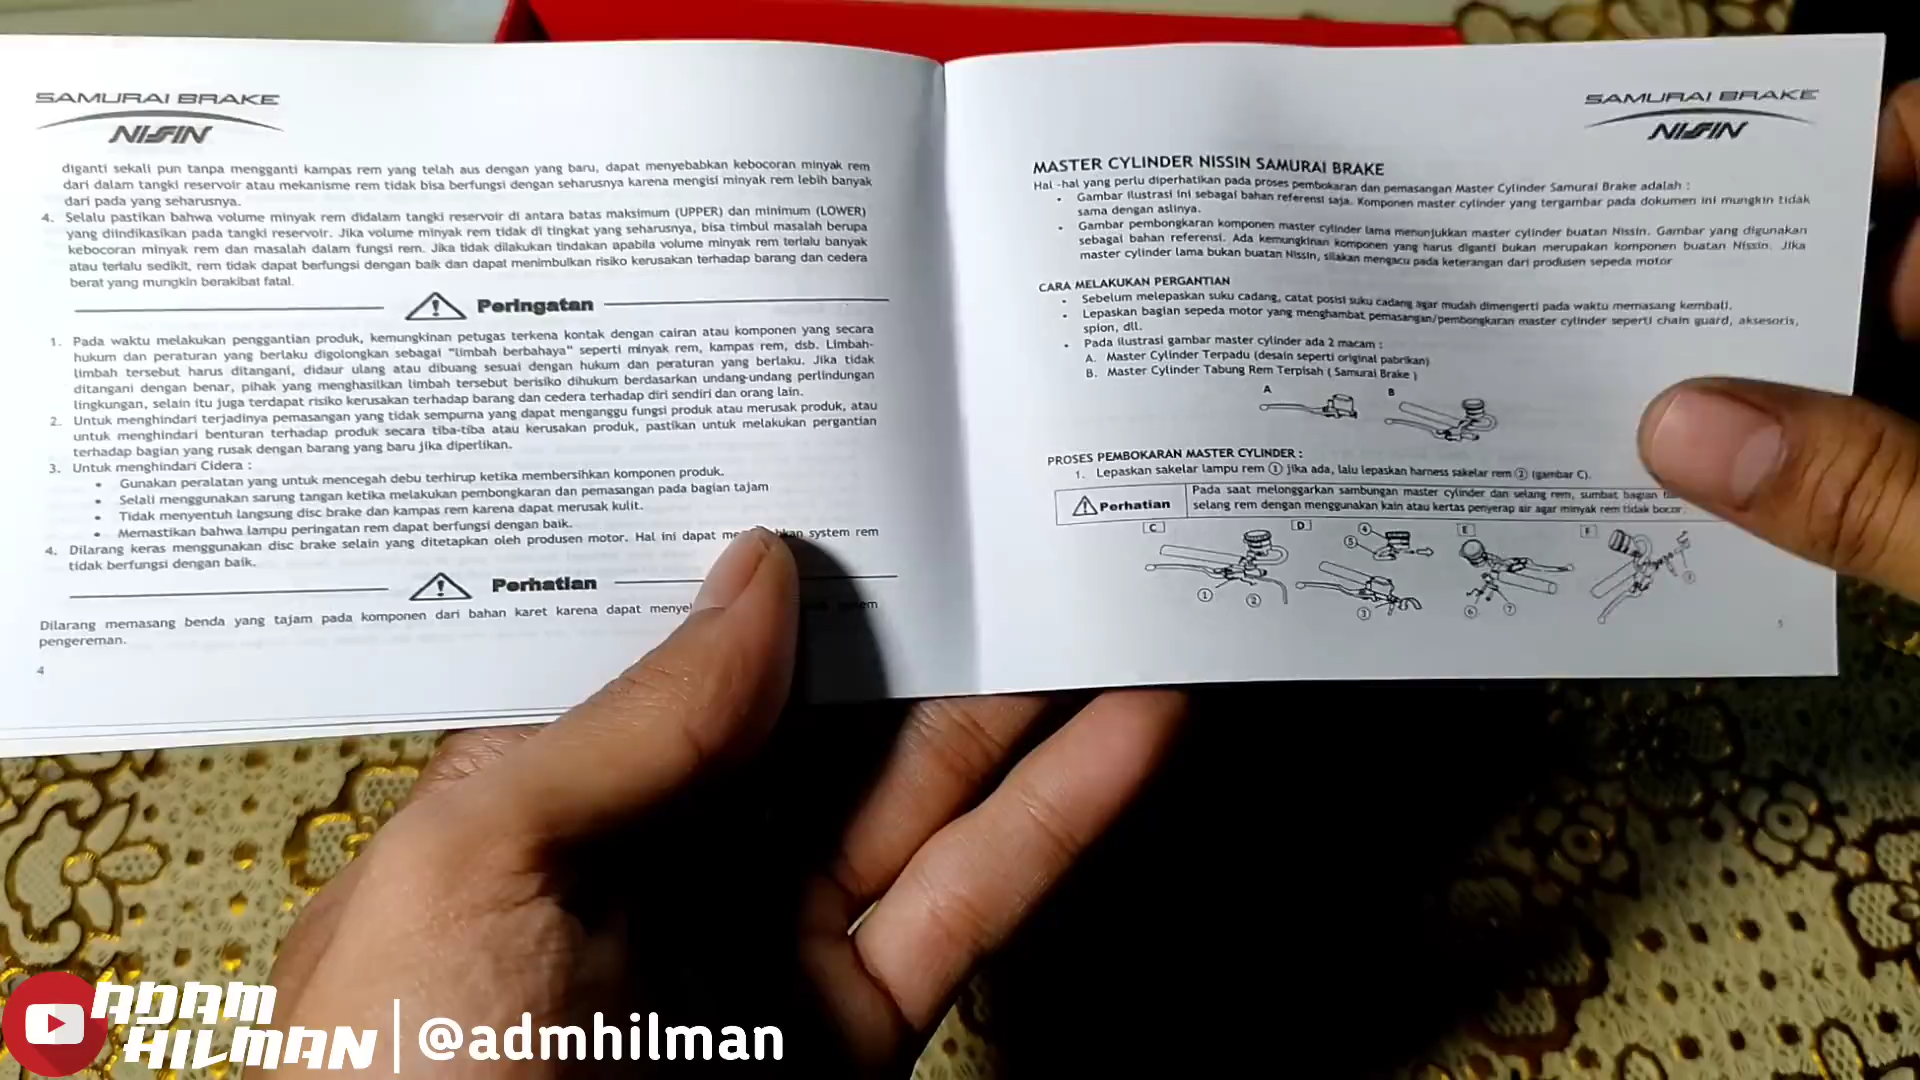 SAMURAI BRAKE
NISSIN
diganti sekali pun tanpa mengganti kampas rem yang telah aus dengan yang baru, dapat menyebabkan kebocoran minyak rem
dari dalam tangki reservoir atau mekanisme rem tidak bisa berfungsi dengan seharusnya karena mengisi minyak rem lebih banyak
dari pada yang seharusnya.
4. Selalu pastikan bahwa volume minyak rem didalam tangki reservoir di antara batas maksimum (UPPER) dan minimum (LOWER)
yang diindikasikan pada tangki reservoir. Jika volume minyak rem tidak di tingkat yang seharusnya, bisa timbul masalah berupa
kebocoran minyak rem dan masalah dalam fungsi rem. Jika tidak dilakukan tindakan apabila volume minyak rem terlalu banyak
atau terlalu sedikit, rem tidak dapat berfungsi dengan baik dan dapat menimbulkan risiko kerusakan terhadap barang dan cedera
berat yang mungkin berakibat fatal.
Peringatan
1. Pada waktu melakukan penggantian produk, kemungkinan petugas terkena kontak dengan cairan atau komponen yang secara
hukum dan peraturan yang berlaku digolongkan sebagai "limbah berbahaya" seperti minyak rem, kampas rem, dsb. Limbah-
limbah tersebut harus ditangani, didaur ulang atau dibuang sesuai dengan hukum dan peraturan yang berlaku. Jika tidak
ditangani dengan benar, pihak yang menghasilkan limbah tersebut berisiko dihukum berdasarkan undang-undang perlindungan
lingkungan, selain itu juga terdapat risiko kerusakan terhadap barang dan cedera terhadap diri sendiri dan orang lain.
2. Untuk menghindari terjadinya pemasangan yang tidak sempurna yang dapat menganggu fungsi produk atau merusak produk, atau
untuk menghindari benturan terhadap produk secara tiba-tiba atau kerusakan produk, pastikan untuk melakukan pergantian
terhadap bagian yang rusak dengan barang yang baru jika diperlikan.
3. Untuk menghindari Cidera :
• Gunakan peralatan yang untuk mencegah debu terhirup ketika membersihkan komponen produk.
• Selali menggunakan sarung tangan ketika melakukan pembongkaran dan pemasangan pada bagian tajam
• Tidak menyentuh langsung disc brake dan kampas rem karena dapat merusak kulit.
• Memastikan bahwa lampu peringatan rem dapat berfungsi dengan baik.
4. Dilarang keras menggunakan disc brake selain yang ditetapkan oleh produsen motor. Hal ini dapat system rem
tidak berfungsi dengan baik.
Perhatian
Dilarang memasang benda yang tajam pada komponen dari bahan karet karena dapat
pengereman.
4
SAMURAI BRAKE
NISSIN
MASTER CYLINDER NISSIN SAMURAI BRAKE
Hal -hal yang perlu diperhatikan pada proses pembokaran dan pemasangan Master Cylinder Samurai Brake adalah :
• Gambar ilustrasi ini sebagai bahan referensi saja. Komponen master cylinder yang tergambar pada dokumen ini mungkin tidak
sama dengan aslinya.
• Gambar pembongkaran komponen master cylinder lama menunjukkan master cylinder buatan Nissin. Gambar yang digunakan
sebagai bahan referensi. Ada kemungkinan komponen yang harus diganti bukan merupakan komponen buatan Nissin. Jika
master cylinder lama bukan buatan Nissin, silakan mengacu pada keterangan dari produsen sepeda motor
CARA MELAKUKAN PERGANTIAN
• Sebelum melepaskan suku cadang, catat posisi suku cadang agar mudah dimengerti pada waktu memasang kembali.
• Lepaskan bagian sepeda motor yang menghambat pemasangan/pembongkaran master cylinder seperti chain guard, aksesoris,
spion, dll.
• Pada ilustrasi gambar master cylinder ada 2 macam :
A. Master Cylinder Terpadu (desain seperti original pabrikan)
B. Master Cylinder Tabung Rem Terpisah ( Samurai Brake )
A B
PROSES PEMBOKARAN MASTER CYLINDER :
1. Lepaskan sakelar lampu rem ① jika ada, lalu lepaskan harness sakelar rem ② (gambar C).
Perhatian
Pada saat melonggarkan sambungan master cylinder dan selang rem, sumbat bagian
selang rem dengan menggunakan kain atau kertas penyerap air agar minyak rem tidak bocor.
C D E F
④
⑤
① ② ③ ⑥ ⑦
5
ADAM
HILMAN
@admhilman